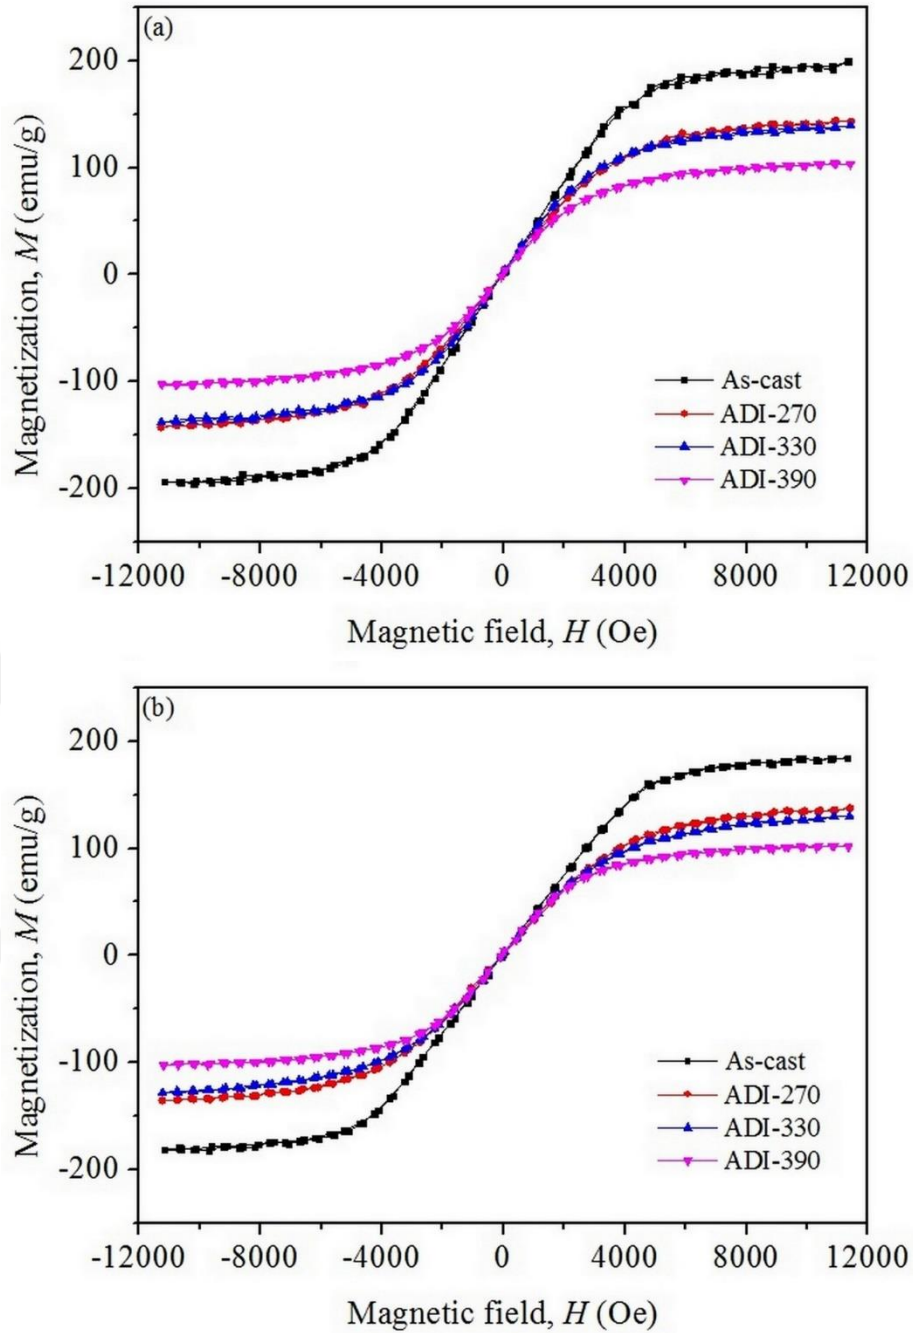 (a)
200
100
0
-100
-200
Magnetization, M (emu/g)
As-cast
ADI-270
ADI-330
ADI-390
-12000 -8000 -4000 0 4000 8000 12000
Magnetic field, H (Oe)
(b)
200
100
0
-100
-200
Magnetization, M (emu/g)
As-cast
ADI-270
ADI-330
ADI-390
-12000 -8000 -4000 0 4000 8000 12000
Magnetic field, H (Oe)